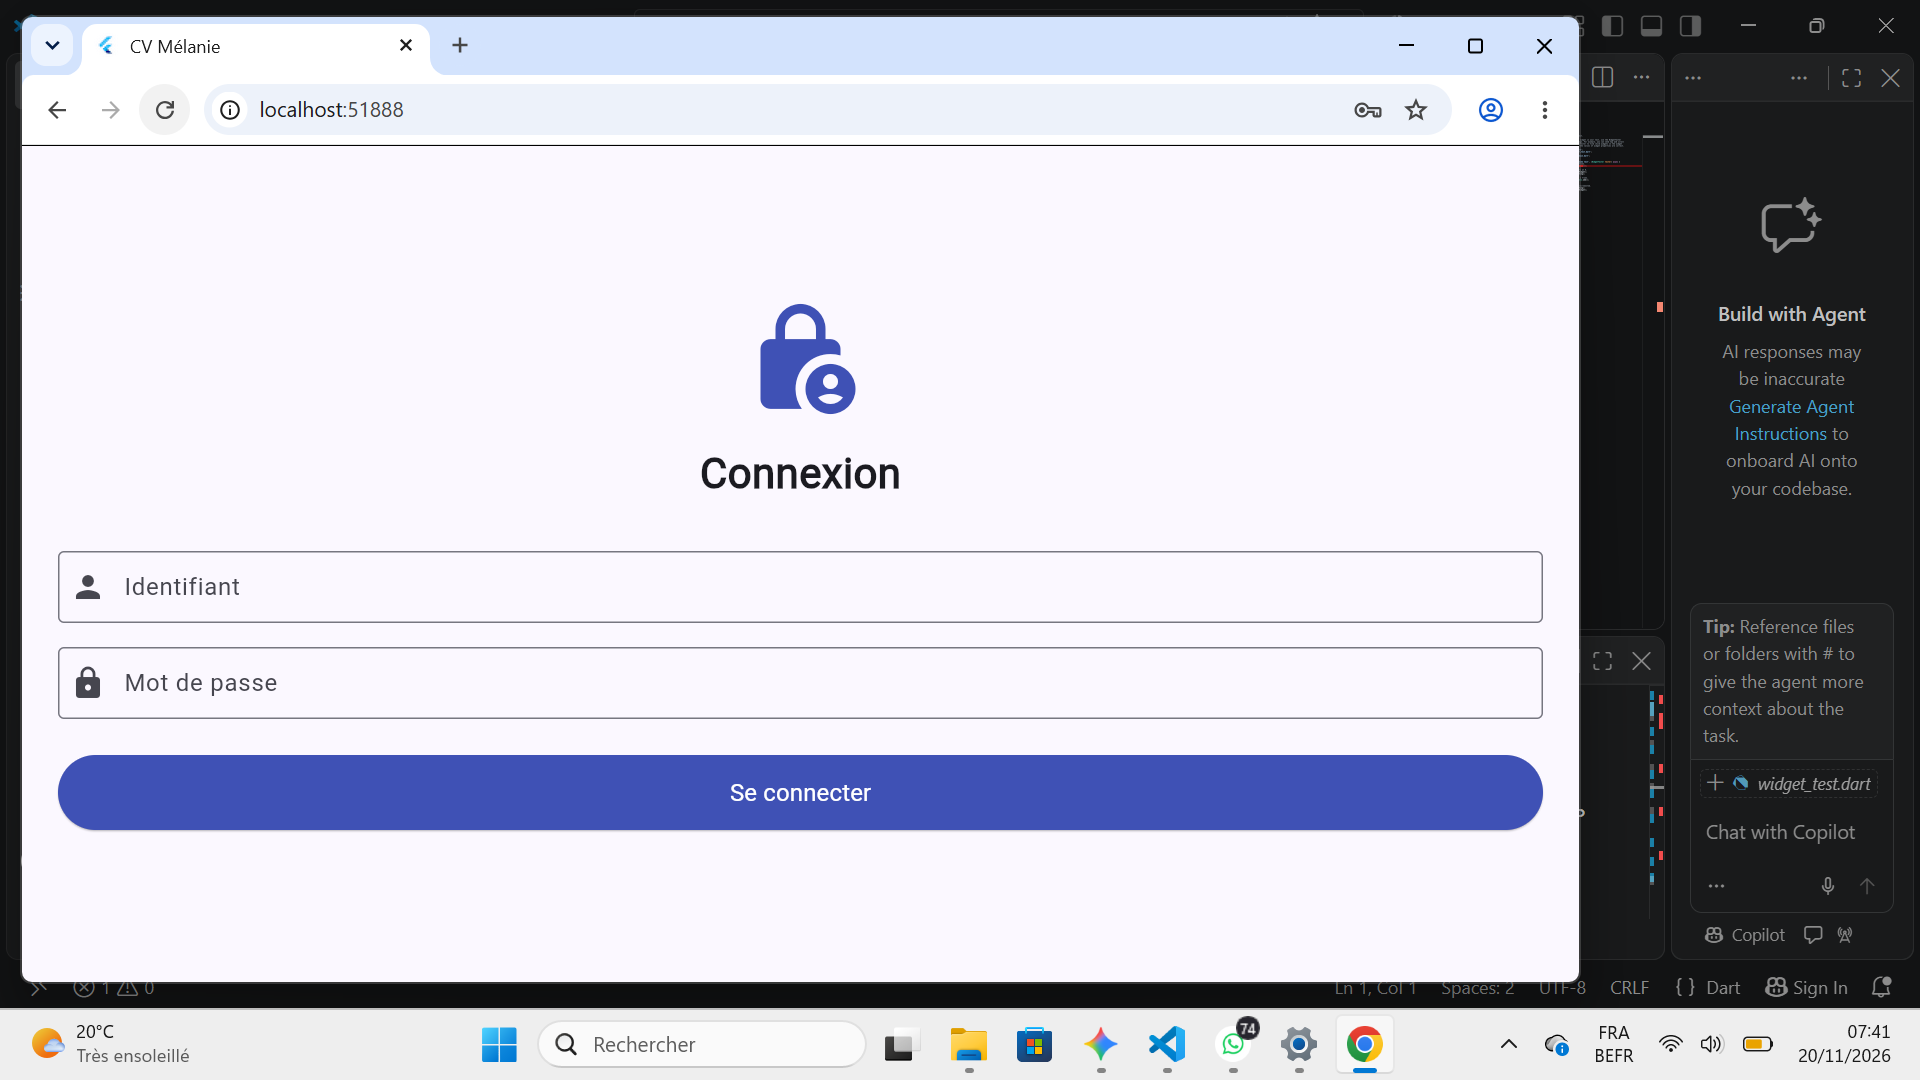 CV Mélanie
localhost:51888
Connexion
Identifiant
Mot de passe
Se connecter
Build with Agent
AI responses may
be inaccurate
Generate Agent
Instructions to
onboard AI onto
your codebase.
Tip: Reference files
or folders with # to
give the agent more
context about the
task.
widget_test.dart
Chat with Copilot
Copilot
1 0
Ln 1, Col 1 Spaces: 2 UTF-8 CRLF { } Dart Sign In
20°C
Très ensoleillé
Rechercher
74
FRA
BEFR
07:41
20/11/2026